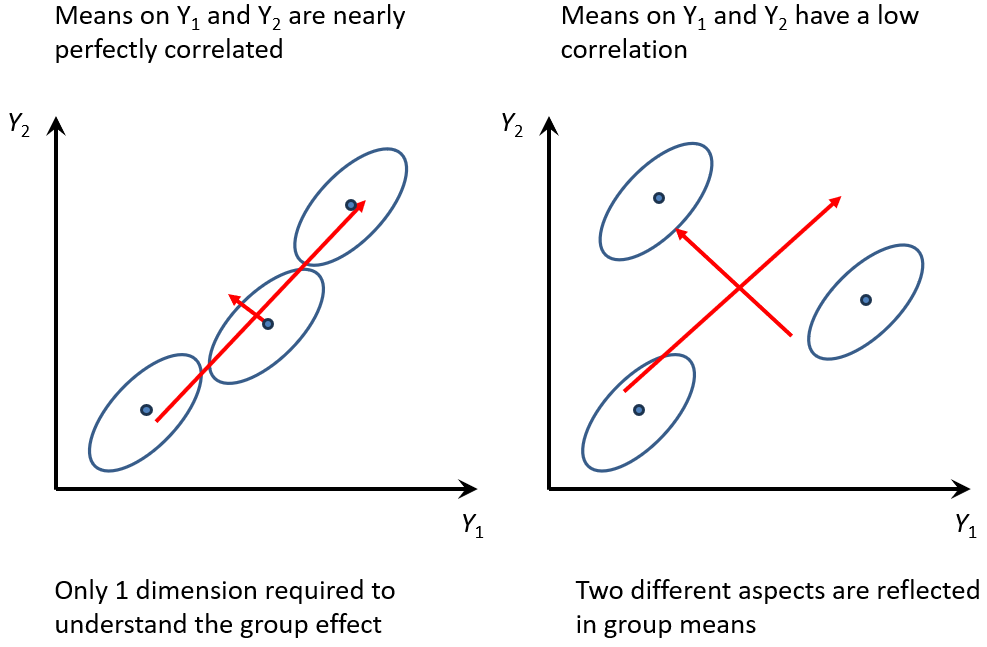 Means on Y1 and Y2 are nearly
perfectly correlated
Y2
Y1
Only 1 dimension required to
understand the group effect
Means on Y1 and Y2 have a low
correlation
Y2
Y1
Two different aspects are reflected
in group means